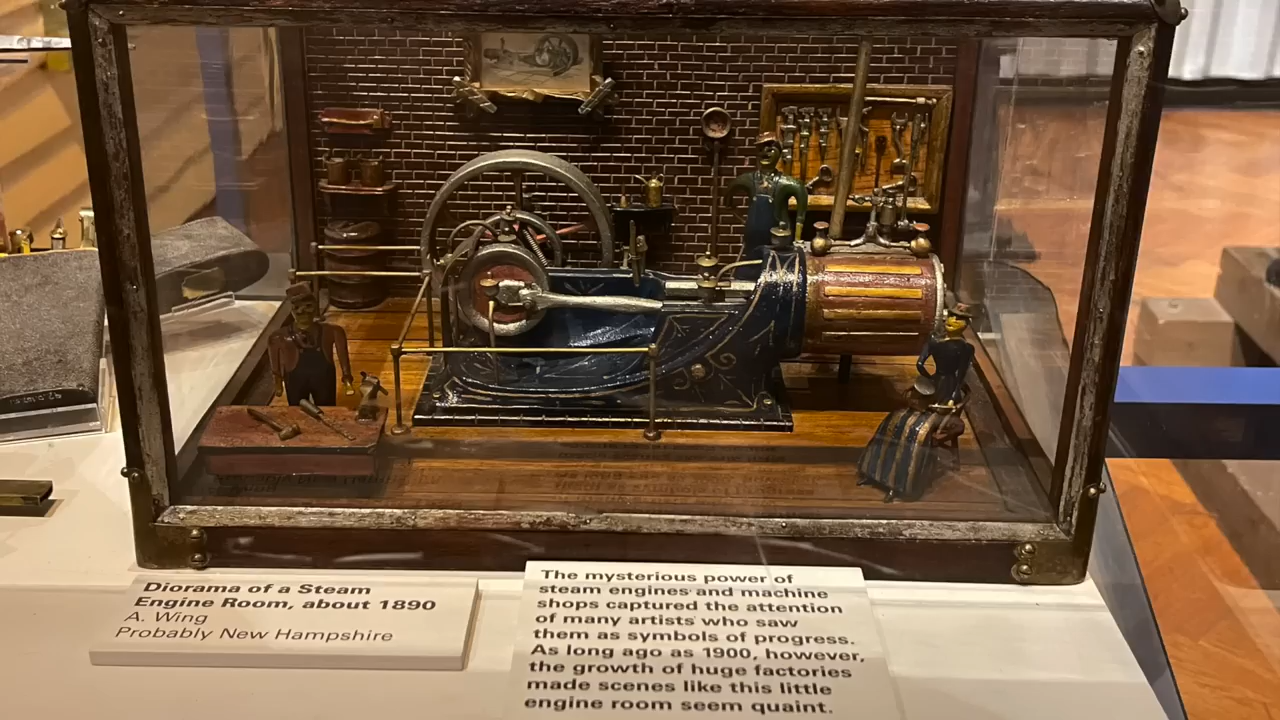 Diorama of a Steam
Engine Room, about 1890
A. Wing
Probably New Hampshire
The mysterious power of
steam engines and machine
shops captured the attention
of many artists who saw
them as symbols of progress.
As long ago as 1900, however,
the growth of huge factories
made scenes like this little
engine room seem quaint.